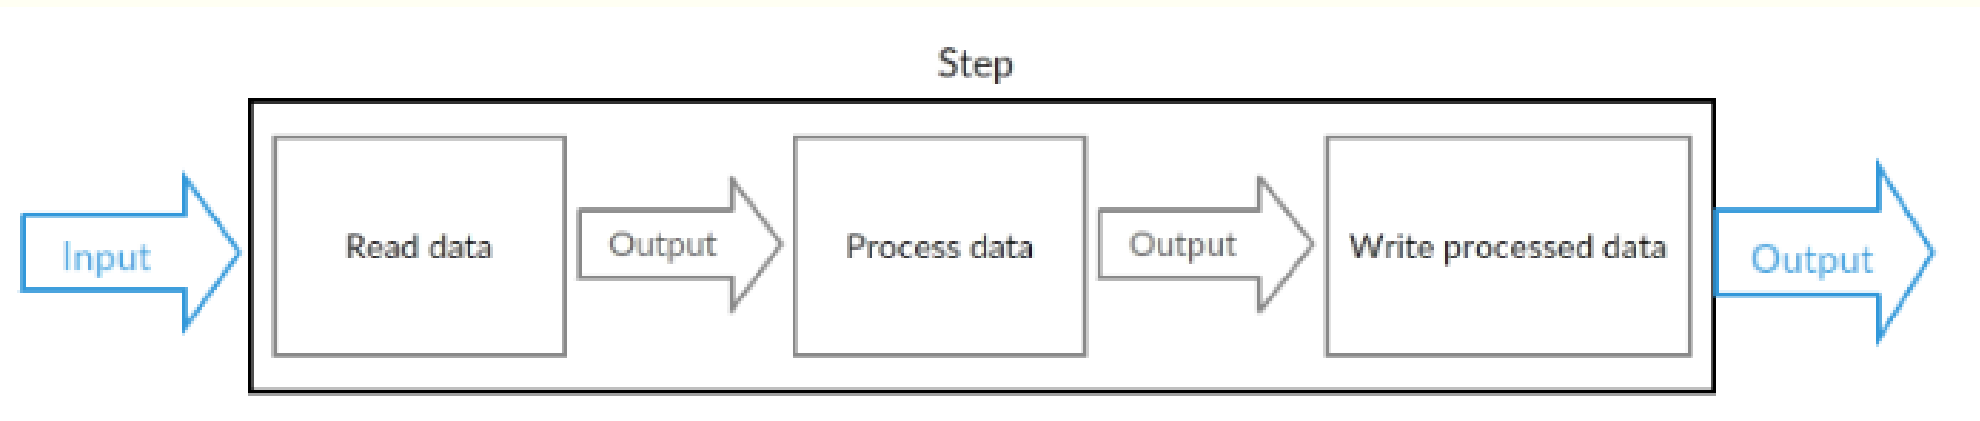 Step
Input
Read data
Output
Process data
Output
Write processed data
Output